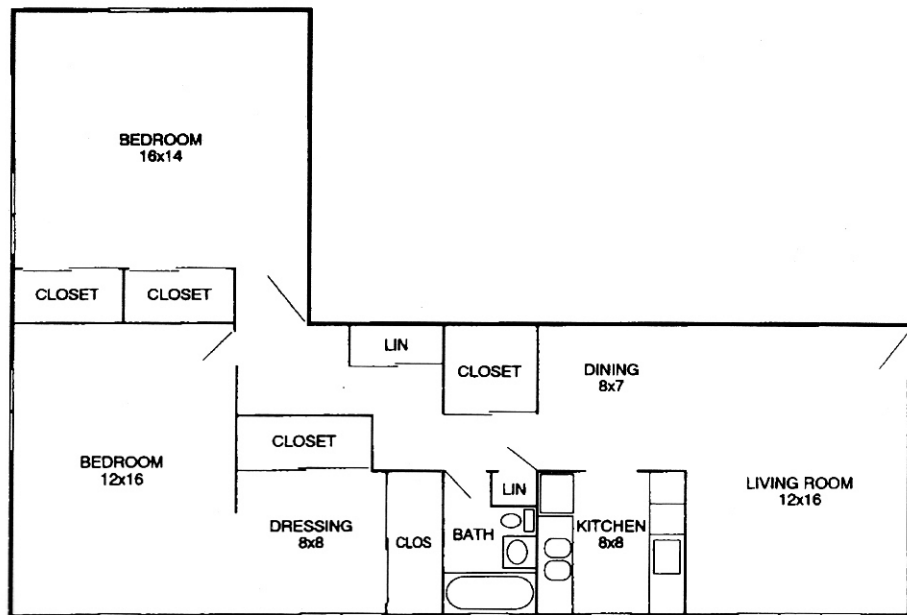 BEDROOM
16x14
CLOSET
CLOSET
LIN
CLOSET
DINING
8x7
CLOSET
BEDROOM
12x16
DRESSING
8x8
CLOS
BATH
LIN
KITCHEN
8x8
LIVING ROOM
12x16